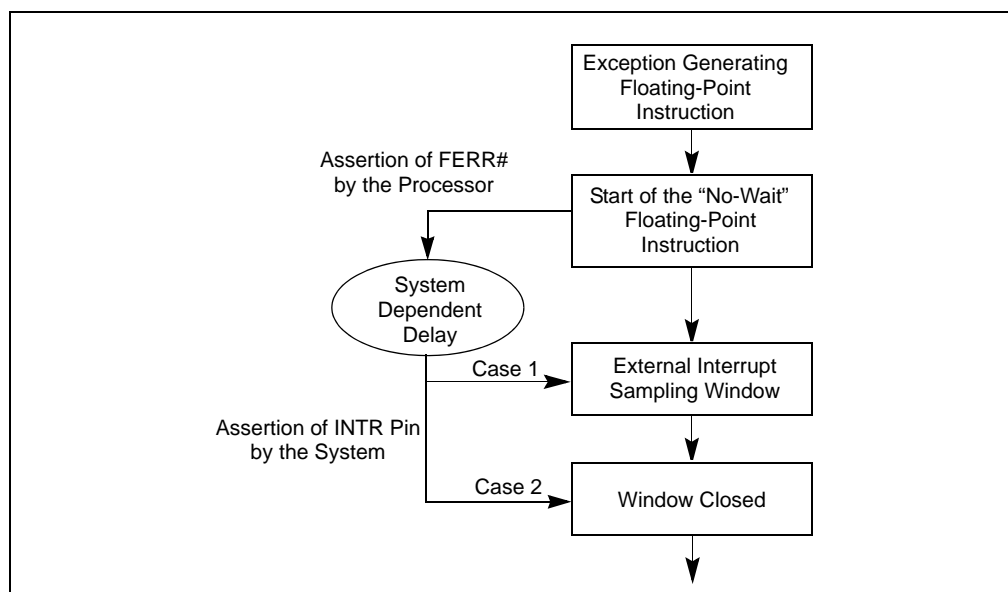 Exception Generating
Floating-Point
Instruction
Assertion of FERR#
by the Processor
Start of the “No-Wait”
Floating-Point
Instruction
System
Dependent
Delay
Case 1
External Interrupt
Sampling Window
Assertion of INTR Pin
by the System
Case 2
Window Closed